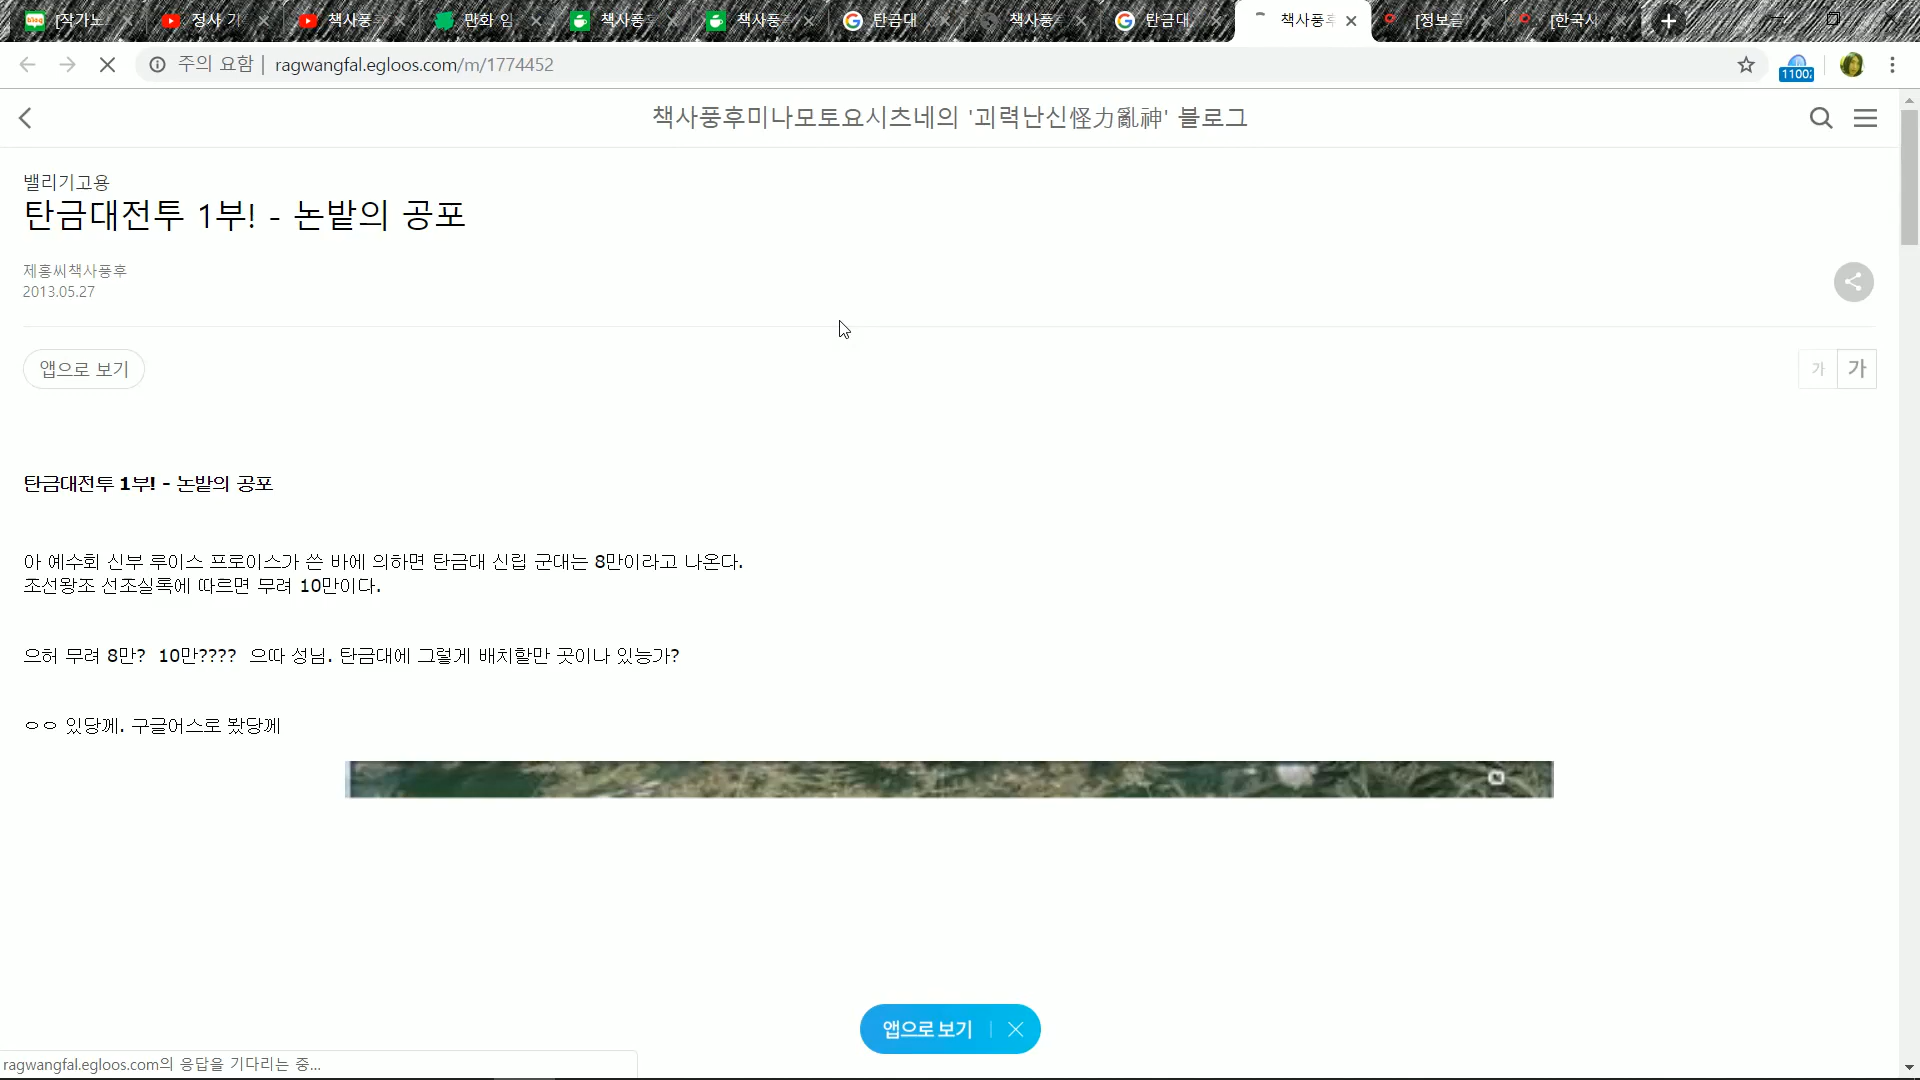 [작가노
정사 기
책사풍
만화 임
책사풍
책사풍
탄금대
책사풍
탄금대
책사풍후
[정보글
[한국사
주의 요함 | ragwangfal.egloos.com/m/1774452
1100
책사풍후미나모토요시츠네의 '괴력난신怪力亂神' 블로그
밸리기고용
탄금대전투 1부! - 논밭의 공포
제홍씨책사풍후
2013.05.27
앱으로 보기
가 가
탄금대전투 1부! - 논밭의 공포
아 예수회 신부 루이스 프로이스가 쓴 바에 의하면 탄금대 신립 군대는 8만이라고 나온다.
조선왕조 선조실록에 따르면 무려 10만이다.
으허 무려 8만? 10만???? 으따 성님. 탄금대에 그렇게 배치할만 곳이나 있능가?
ㅇㅇ 있당께. 구글어스로 봤당께
앱으로 보기
ragwangfal.egloos.com의 응답을 기다리는 중...